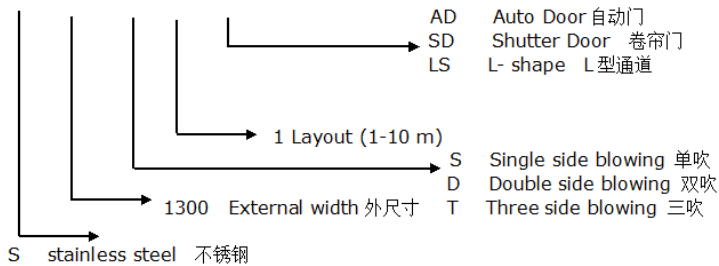 AD Auto Door 自动门
SD Shutter Door 卷帘门
LS L- shape L型通道
1 Layout (1-10 m)
S Single side blowing 单吹
D Double side blowing 双吹
T Three side blowing 三吹
1300 External width 外尺寸
S stainless steel 不锈钢